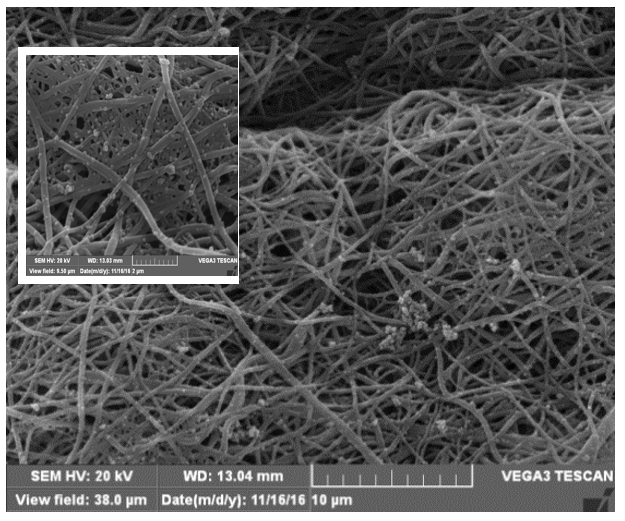 SEM HV: 20 kV WD: 13.03 mm VEGA3 TESCAN
View field: 9.50 µm Date(m/d/y): 11/16/16 2 µm
SEM HV: 20 kV WD: 13.04 mm VEGA3 TESCAN
View field: 38.0 µm Date(m/d/y): 11/16/16 10 µm